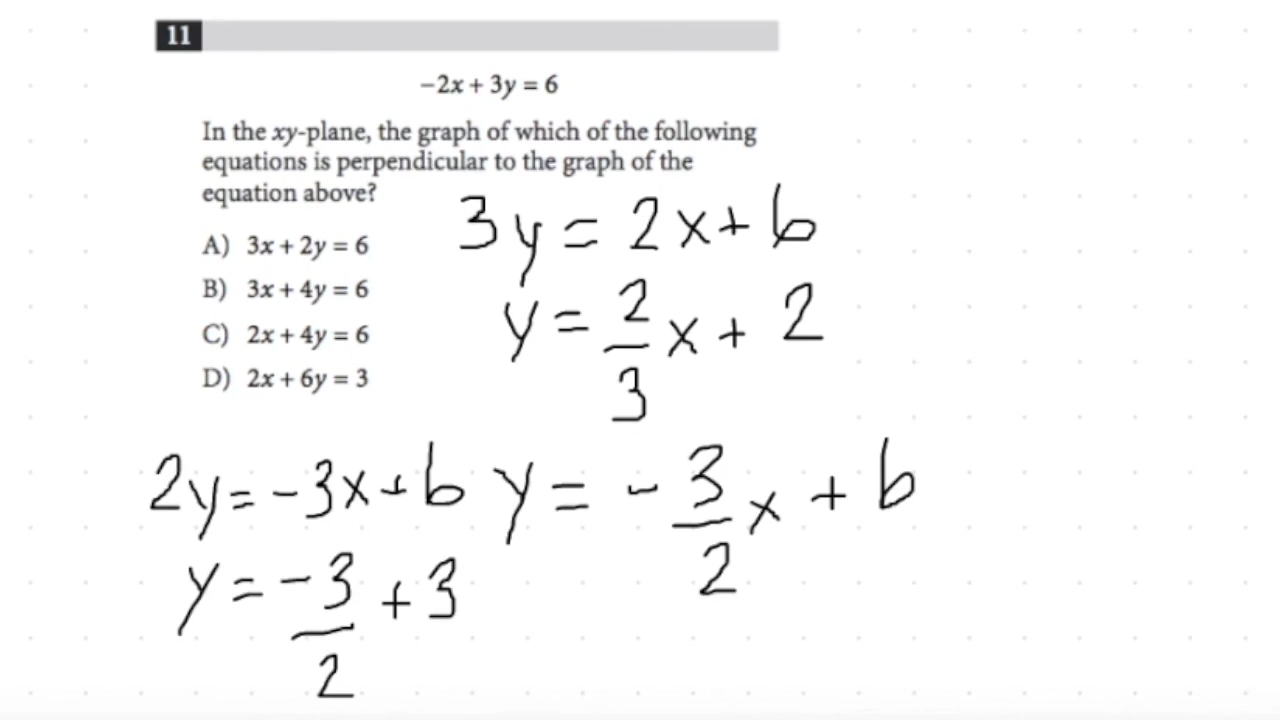 11
−2x + 3y = 6
In the xy-plane, the graph of which of the following
equations is perpendicular to the graph of the
equation above?
A) 3x + 2y = 6
B) 3x + 4y = 6
C) 2x + 4y = 6
D) 2x + 6y = 3
3y = 2x + 6
y = 2/3 x + 2
2y = -3x + 6
y = -3/2 + 3
y = -3/2 x + b